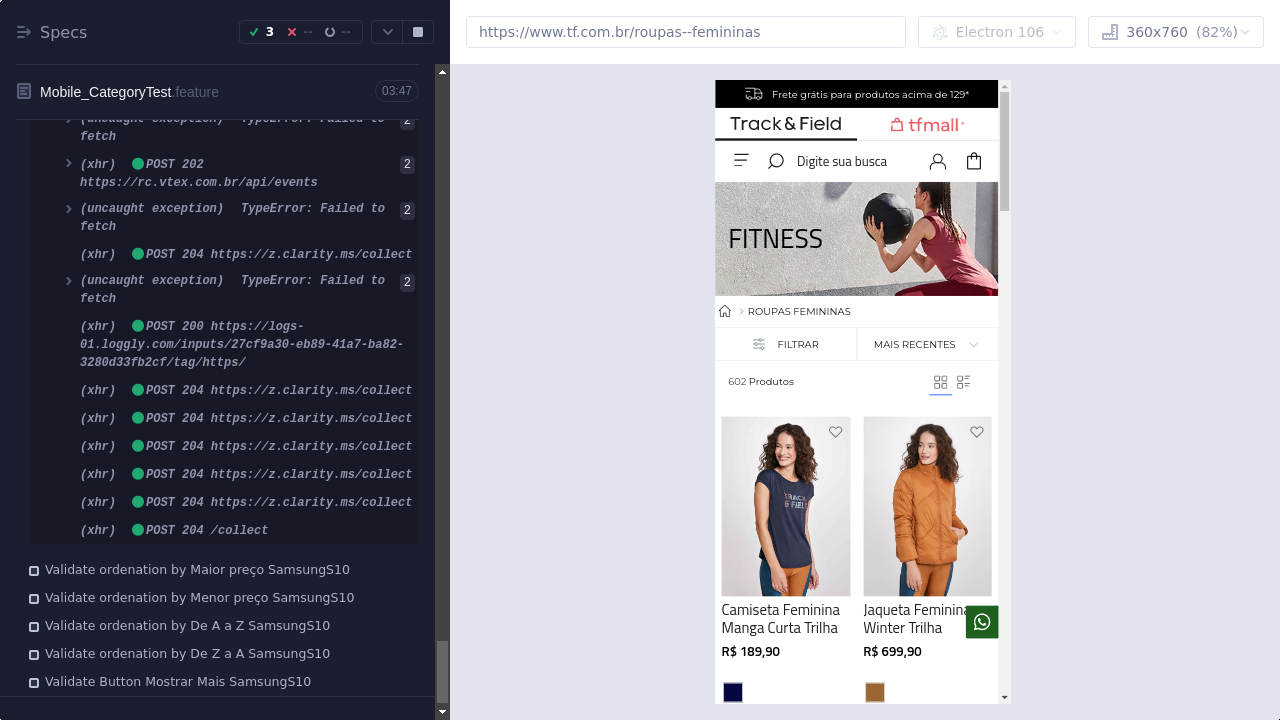 Specs
3
--
--
Mobile_CategoryTest.feature
03:47
(uncaught exception) TypeError: Failed to
fetch
2
(xhr) POST 202
https://rc.vtex.com.br/api/events
2
(uncaught exception) TypeError: Failed to
fetch
2
(xhr) POST 204 https://z.clarity.ms/collect
(uncaught exception) TypeError: Failed to
fetch
2
(xhr) POST 200 https://logs-
01.loggly.com/inputs/27cf9a30-eb89-41a7-ba82-
3280d33fb2cf/tag/https/
(xhr) POST 204 https://z.clarity.ms/collect
(xhr) POST 204 https://z.clarity.ms/collect
(xhr) POST 204 https://z.clarity.ms/collect
(xhr) POST 204 https://z.clarity.ms/collect
(xhr) POST 204 https://z.clarity.ms/collect
(xhr) POST 204 /collect
Validate ordenation by Maior preço SamsungS10
Validate ordenation by Menor preço SamsungS10
Validate ordenation by De A a Z SamsungS10
Validate ordenation by De Z a A SamsungS10
Validate Button Mostrar Mais SamsungS10
https://www.tf.com.br/roupas--femininas
Electron 106
360x760 (82%)
Frete grátis para produtos acima de 129*
Track & Field
tfmall
Digite sua busca
FITNESS
ROUPAS FEMININAS
FILTRAR
MAIS RECENTES
602 Produtos
TRACK
& FIELD
Camiseta Feminina
Manga Curta Trilha
R$ 189,90
Jaqueta Feminina
Winter Trilha
R$ 699,90